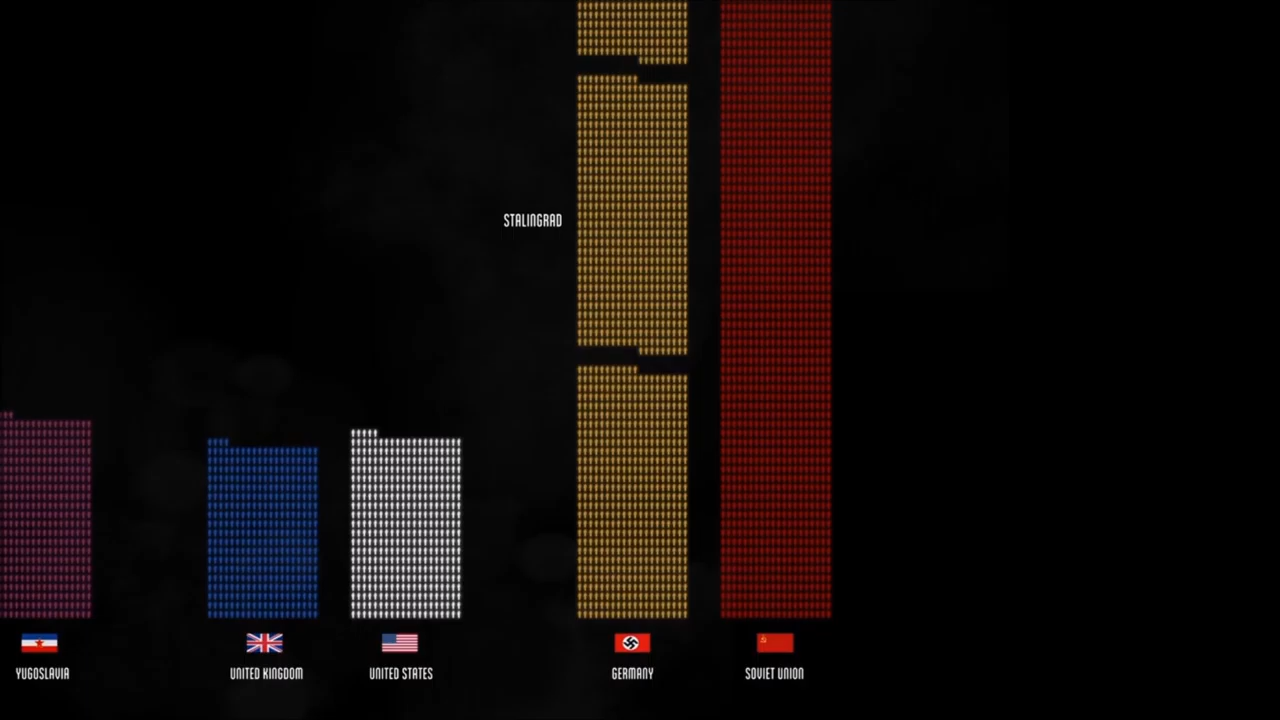 STALINGRAD
YUGOSLAVIA
UNITED KINGDOM
UNITED STATES
GERMANY
SOVIET UNION